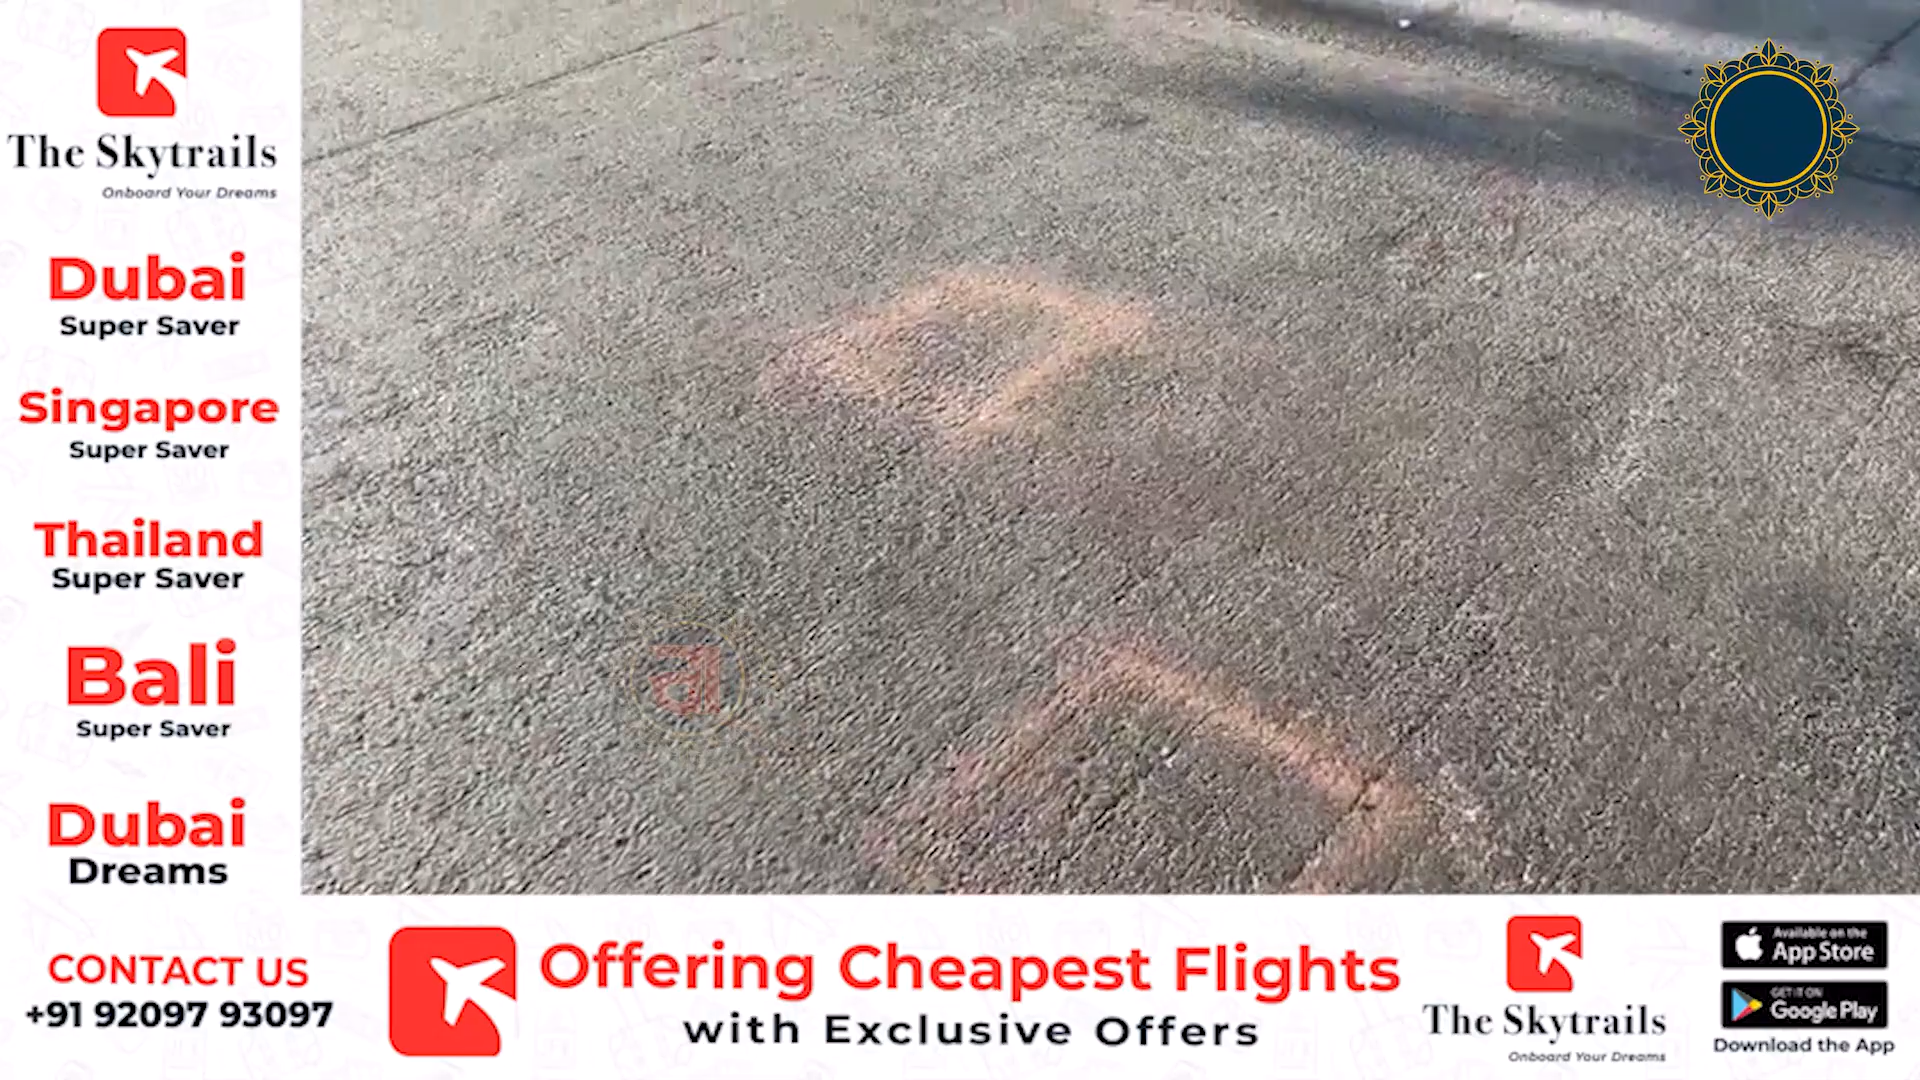 The Skytrails
Onboard Your Dreams
Dubai
Super Saver
Singapore
Super Saver
Thailand
Super Saver
Bali
Super Saver
Dubai
Dreams
CONTACT US
+91 92097 93097
Offering Cheapest Flights
with Exclusive Offers
The Skytrails
Onboard Your Dreams
Available on the
App Store
GET IT ON
Google Play
Download the App